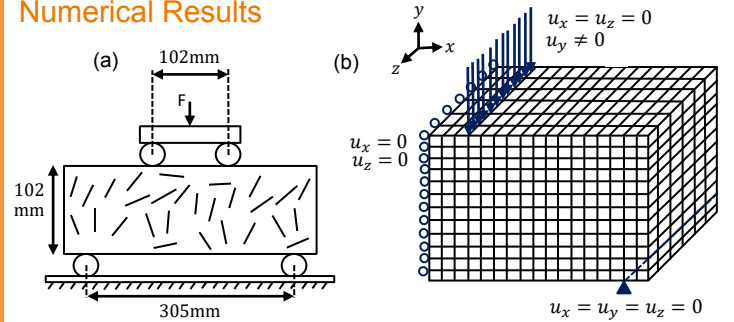 Numerical Results
(a)
102mm
F
102
mm
305mm
(b)
y
x
z
u_x = u_z = 0
u_y ≠ 0
u_x = 0
u_z = 0
u_x = u_y = u_z = 0